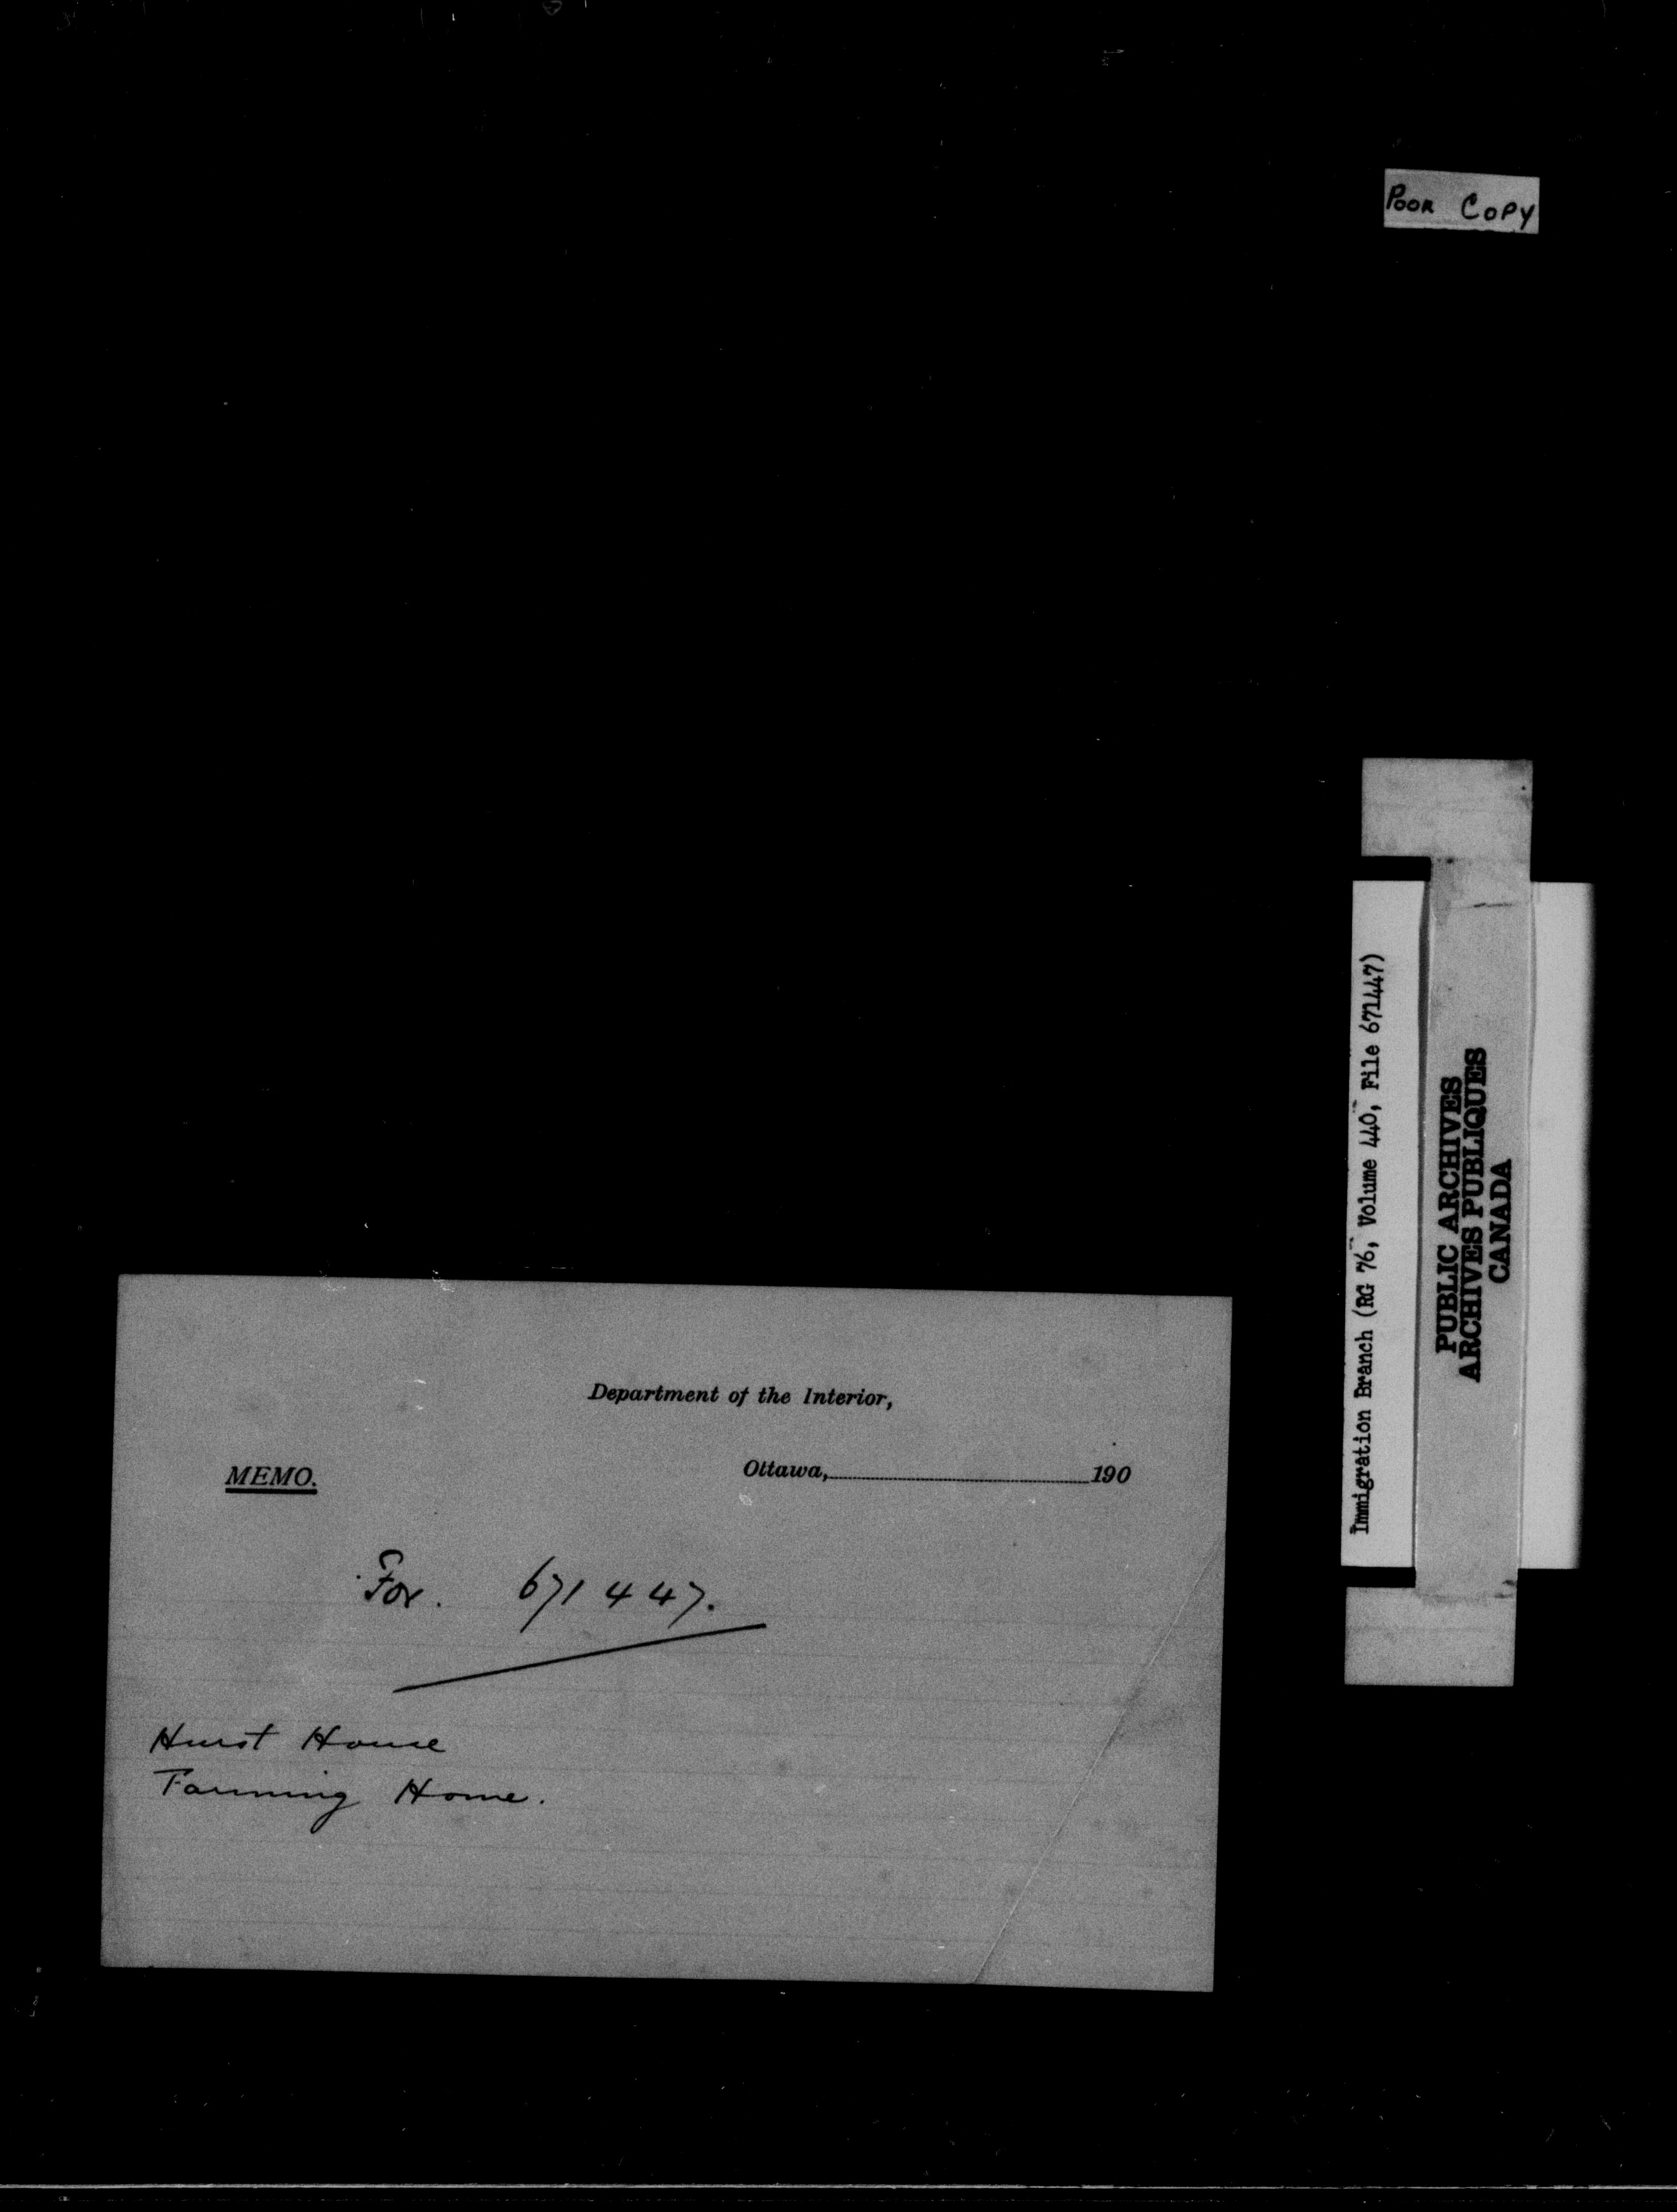 Poor Copy
Immigration Branch (RG 76, Volume 440, File 671447)
PUBLIC ARCHIVES
ARCHIVES PUBLIQUES
CANADA
Department of the Interior,
MEMO.
Ottawa, 190
For. 671447.
Hurst House
Farming Home.